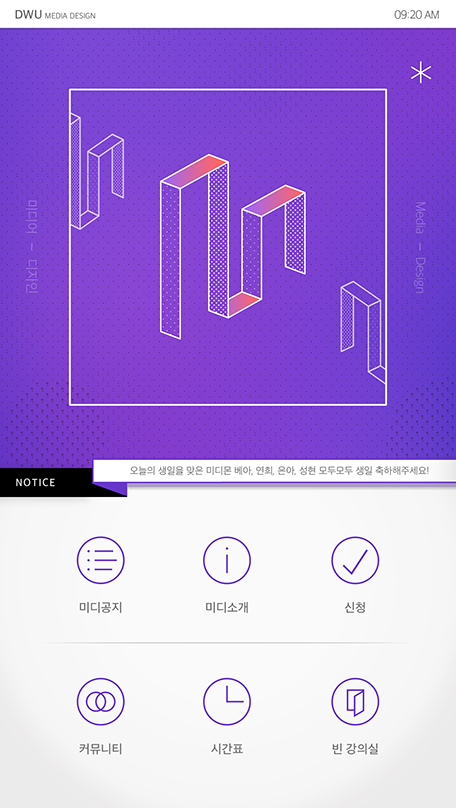 DWU MEDIA DESIGN
09:20 AM
미디어 — 디자인
Media — Design
NOTICE
오늘의 생일을 맞은 미디몬 베아, 연희, 은아, 성현 모두모두 생일 축하해주세요!
미디공지
미디소개
신청
커뮤니티
시간표
빈 강의실